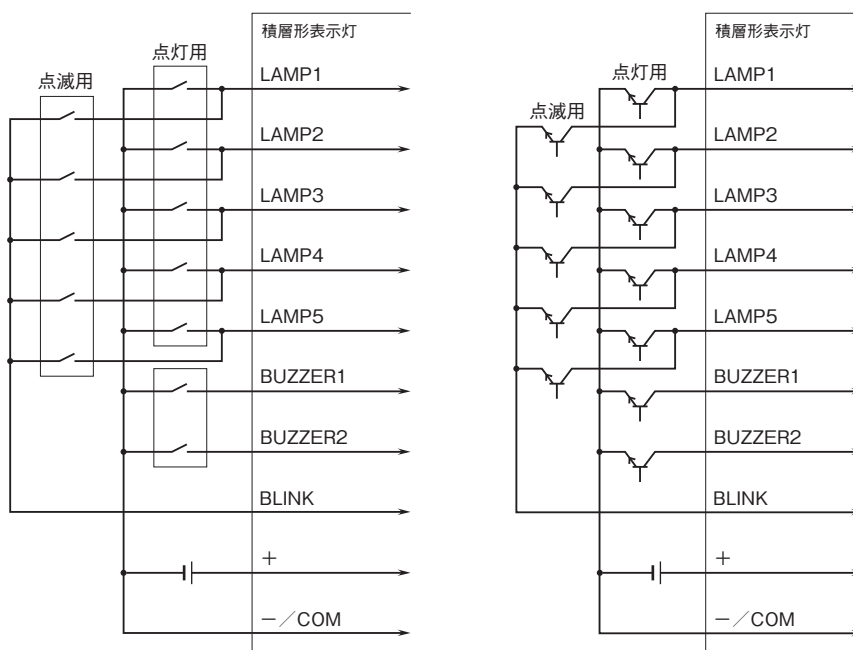 積層形表示灯
点灯用
点滅用
LAMP1
LAMP2
LAMP3
LAMP4
LAMP5
BUZZER1
BUZZER2
BLINK
+
−／COM
積層形表示灯
点灯用
点滅用
LAMP1
LAMP2
LAMP3
LAMP4
LAMP5
BUZZER1
BUZZER2
BLINK
+
−／COM